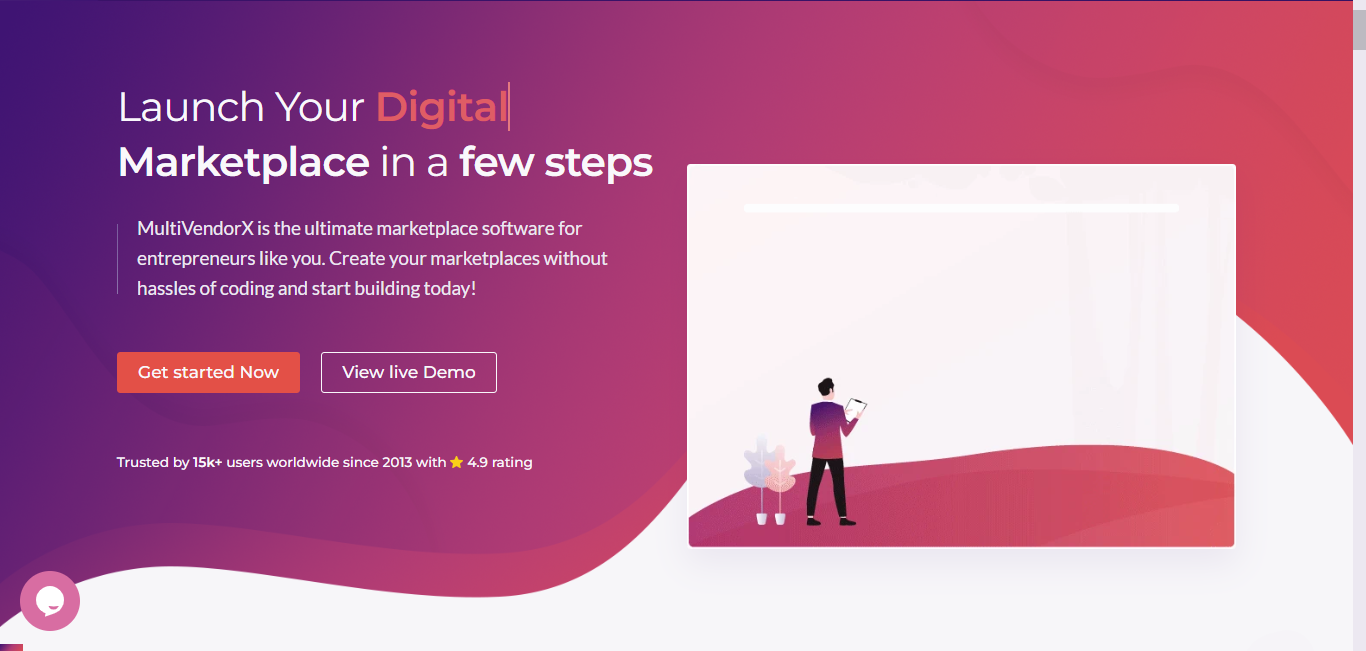 Launch Your Digital
Marketplace in a few steps
MultiVendorX is the ultimate marketplace software for
entrepreneurs like you. Create your marketplaces without
hassles of coding and start building today!
Get started Now
View live Demo
Trusted by 15k+ users worldwide since 2013 with ⭐ 4.9 rating